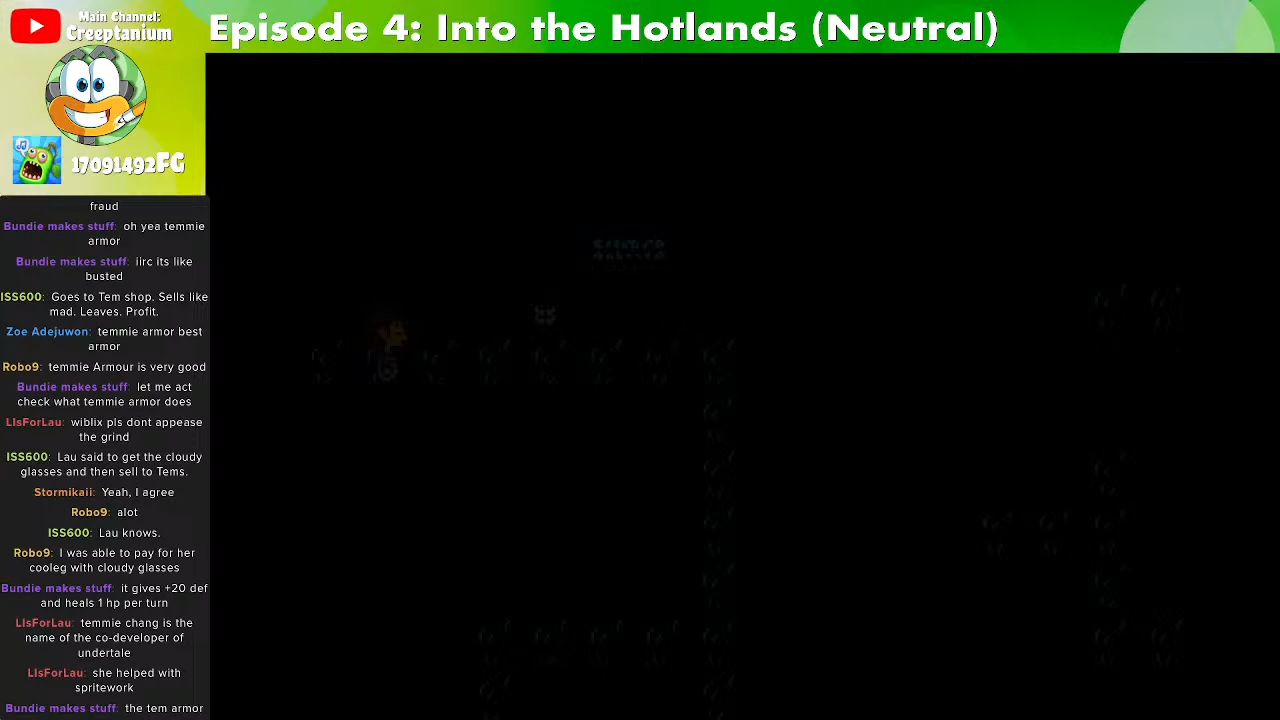 Main Channel:
Creeptanium
Episode 4: Into the Hotlands (Neutral)
17091492FG
fraud
Bundie makes stuff: oh yea temmie
armor
Bundie makes stuff: iirc its like
busted
ISS600: Goes to Tem shop. Sells like
mad. Leaves. Profit.
Zoe Adejuwon: temmie armor best
armor
Robo9: temmie Armour is very good
Bundie makes stuff: let me act
check what temmie armor does
LIsForLau: wiblix pls dont appease
the grind
ISS600: Lau said to get the cloudy
glasses and then sell to Tems.
Stormikaii: Yeah, I agree
Robo9: alot
ISS600: Lau knows.
Robo9: I was able to pay for her
cooleg with cloudy glasses
Bundie makes stuff: it gives +20 def
and heals 1 hp per turn
LIsForLau: temmie chang is the
name of the co-developer of
undertale
LIsForLau: she helped with
spritework
Bundie makes stuff: the tem armor